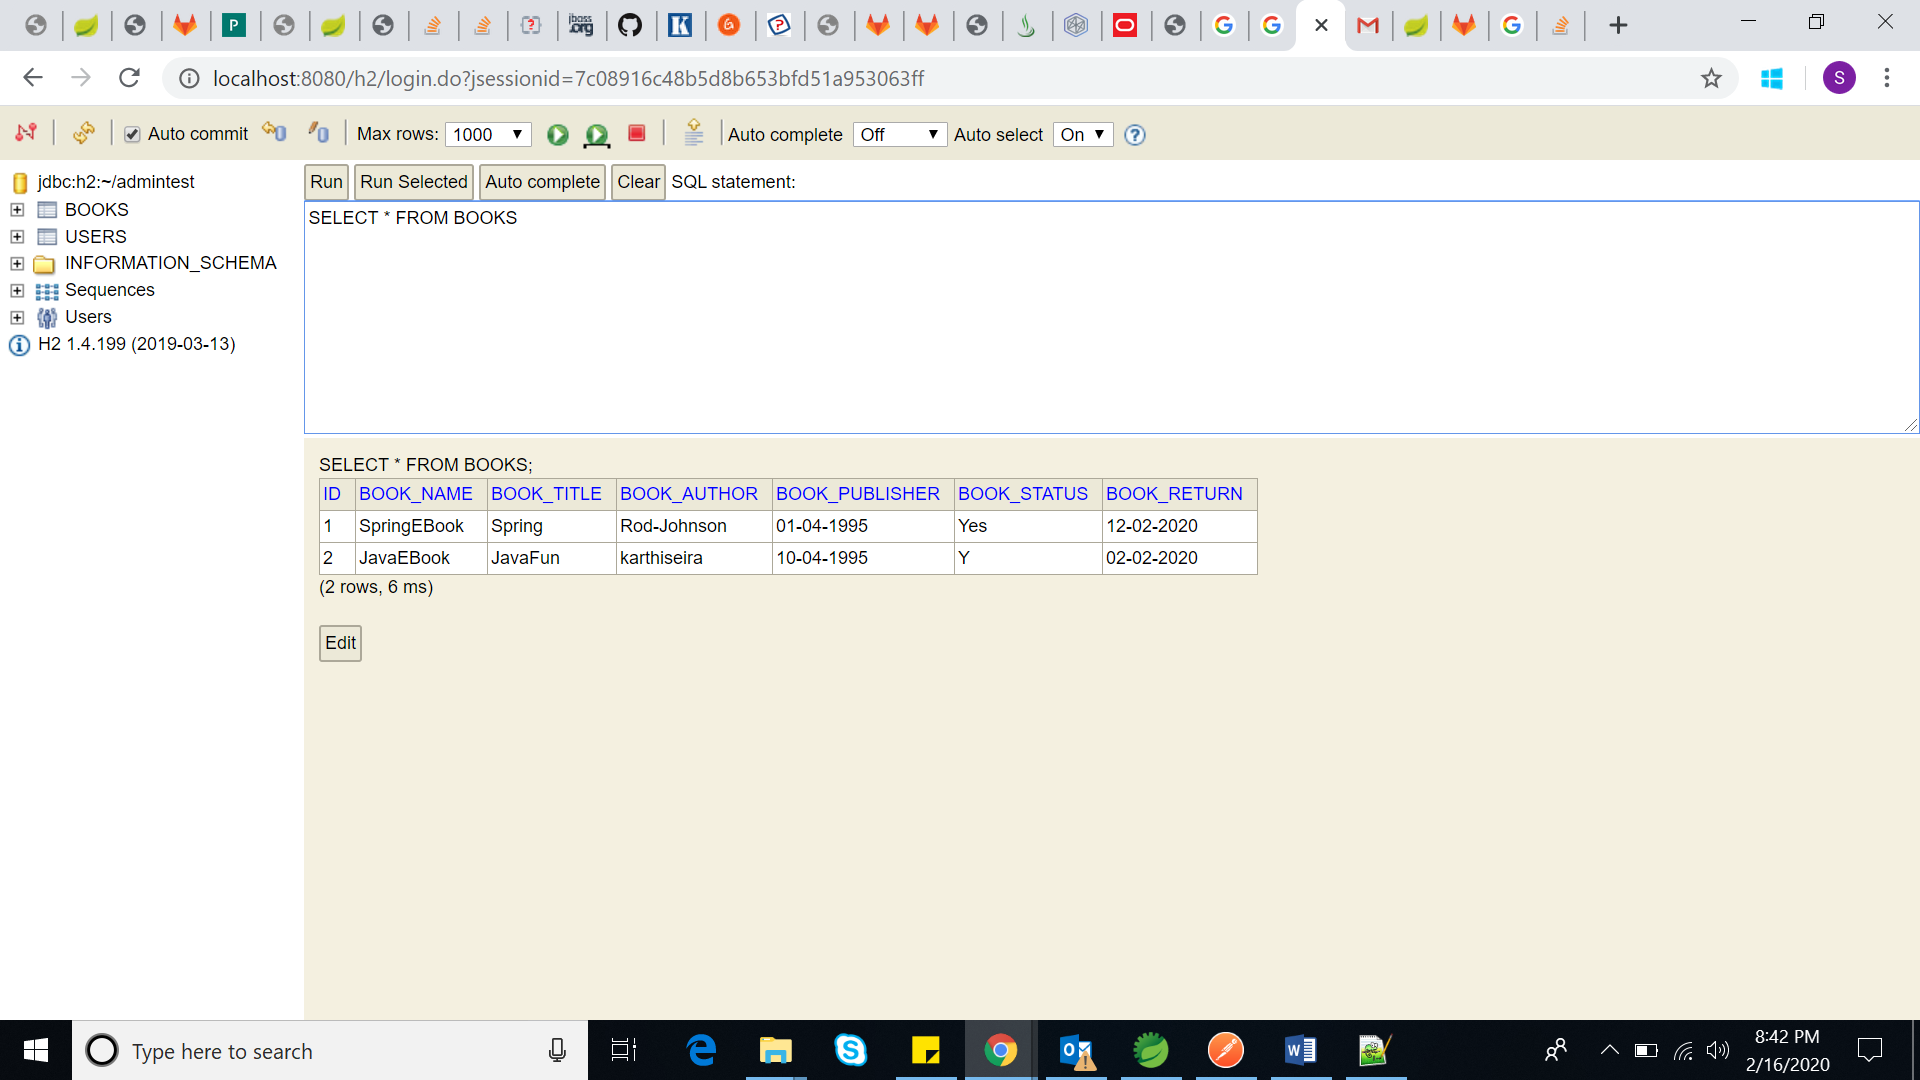 P
jboss.org
K
localhost:8080/h2/login.do?jsessionid=7c08916c48b5d8b653bfd51a953063ff
S
Auto commit
Max rows: 1000
Auto complete Off
Auto select On
jdbc:h2:~/admintest
BOOKS
USERS
INFORMATION_SCHEMA
Sequences
Users
H2 1.4.199 (2019-03-13)
Run Run Selected Auto complete Clear SQL statement:
SELECT * FROM BOOKS
SELECT * FROM BOOKS;
ID BOOK_NAME BOOK_TITLE BOOK_AUTHOR BOOK_PUBLISHER BOOK_STATUS BOOK_RETURN
1 SpringEBook Spring Rod-Johnson 01-04-1995 Yes 12-02-2020
2 JavaEBook JavaFun karthiseira 10-04-1995 Y 02-02-2020
(2 rows, 6 ms)
Edit
Type here to search
8:42 PM
2/16/2020